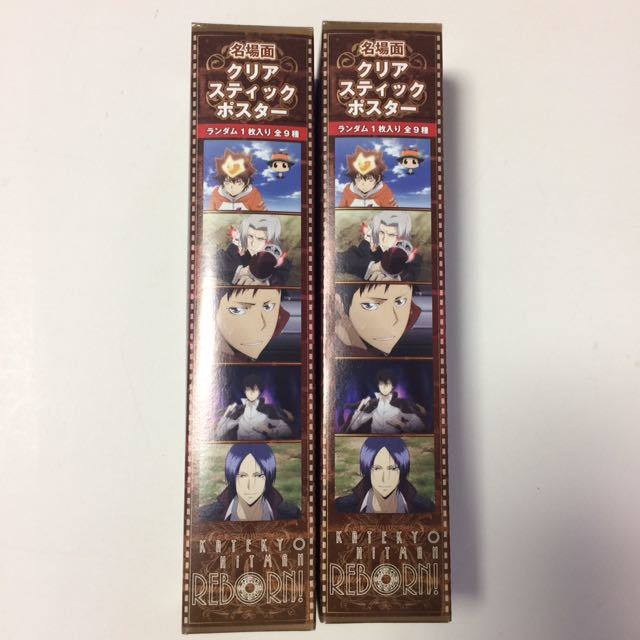 名場面
クリア
スティック
ポスター
ランダム1枚入り 全9種
KATEKYO
HITMAN
REBORN!
名場面
クリア
スティック
ポスター
ランダム1枚入り 全9種
KATEKYO
HITMAN
REBORN!